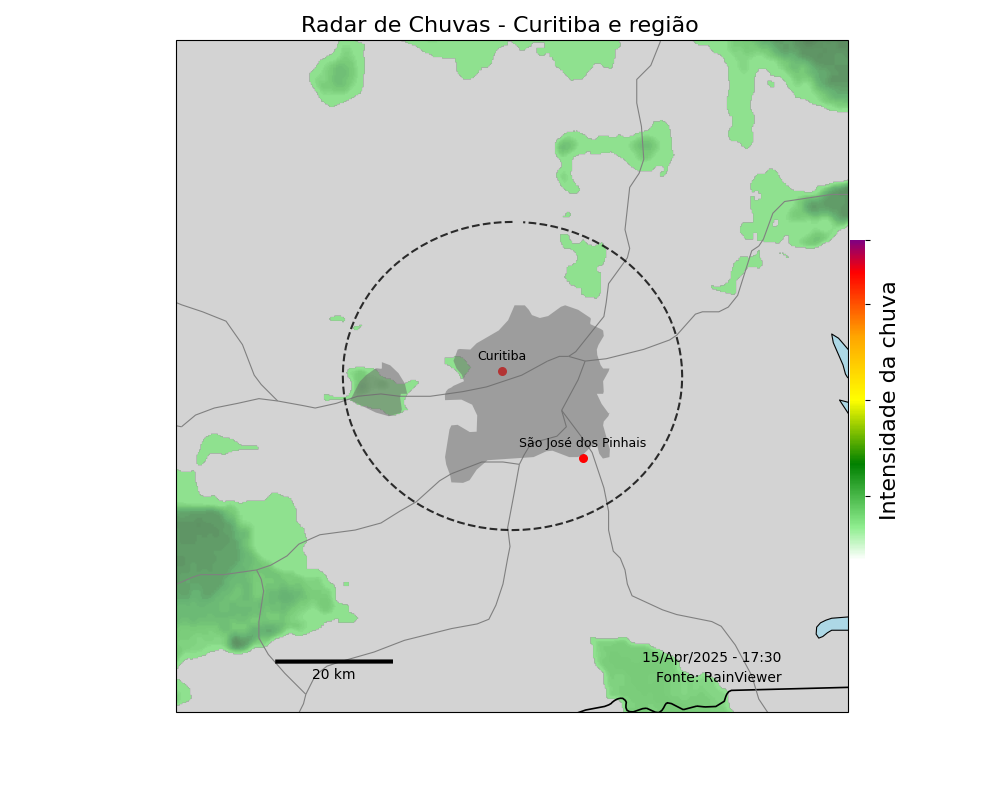 Radar de Chuvas - Curitiba e região
Curitiba
São José dos Pinhais
Intensidade da chuva
15/Apr/2025 - 17:30
Fonte: RainViewer
20 km